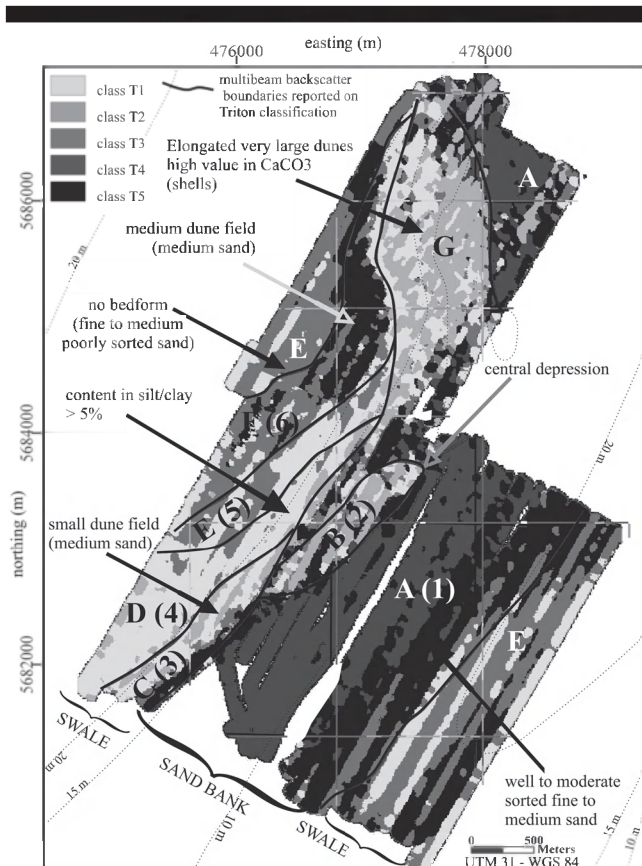 easting (m)
476000
478000
class T1
class T2
class T3
class T4
class T5
multibeam backscatter
boundaries reported on
Triton classification
Elongated very large dunes
high value in CaCO3
(shells)
A
5686000
20 m
medium dune field
(medium sand)
G
no bedform
(fine to medium
poorly sorted sand)
E
central depression
content in silt/clay
> 5%
(6)
5684000
20 m
E (5)
B (2)
small dune field
(medium sand)
northing (m)
A (1)
D (4)
E
C (3)
5682000
SWALE
20 m
15 m
SAND BANK
10 m
SWALE
well to moderate
sorted fine to
medium sand
15 m
10 m
0 500
Meters
UTM 31 - WGS 84